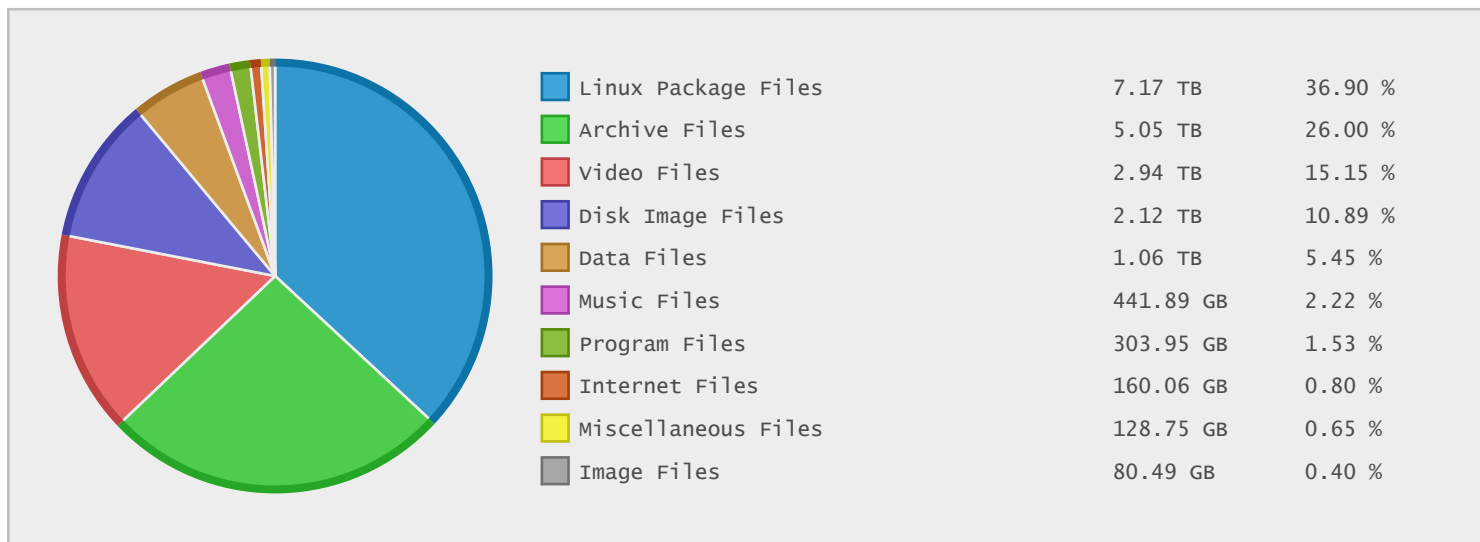 Linux Package Files 7.17 TB 36.90 %
Archive Files 5.05 TB 26.00 %
Video Files 2.94 TB 15.15 %
Disk Image Files 2.12 TB 10.89 %
Data Files 1.06 TB 5.45 %
Music Files 441.89 GB 2.22 %
Program Files 303.95 GB 1.53 %
Internet Files 160.06 GB 0.80 %
Miscellaneous Files 128.75 GB 0.65 %
Image Files 80.49 GB 0.40 %